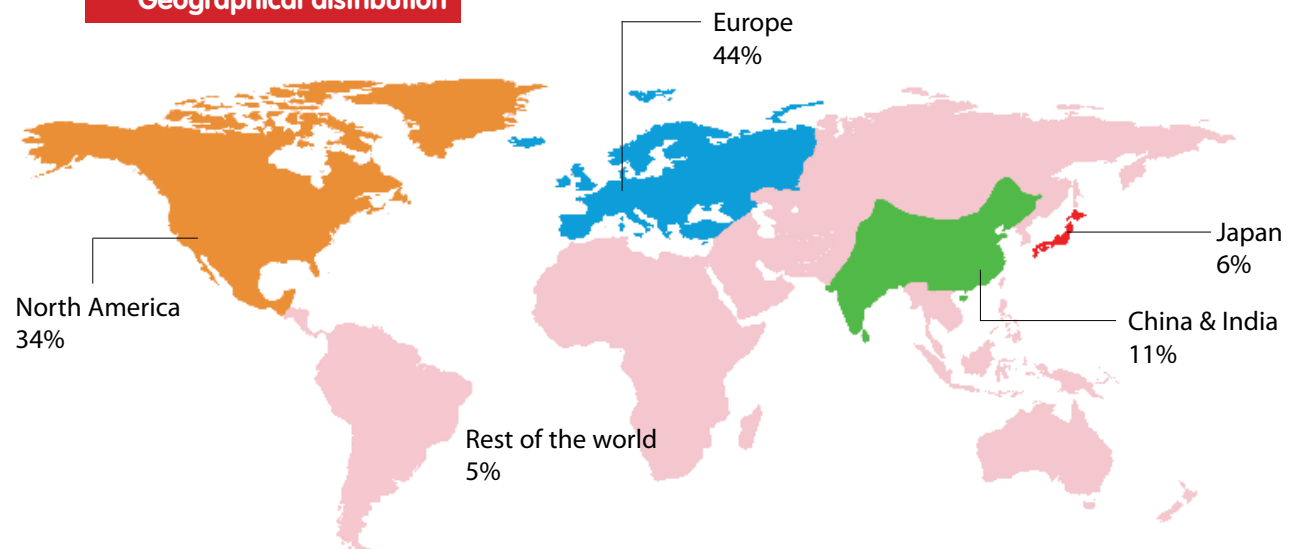 Geographical distribution
Europe
44%
North America
34%
Japan
6%
China & India
11%
Rest of the world
5%